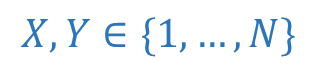 X, Y ∈ {1, …, N}